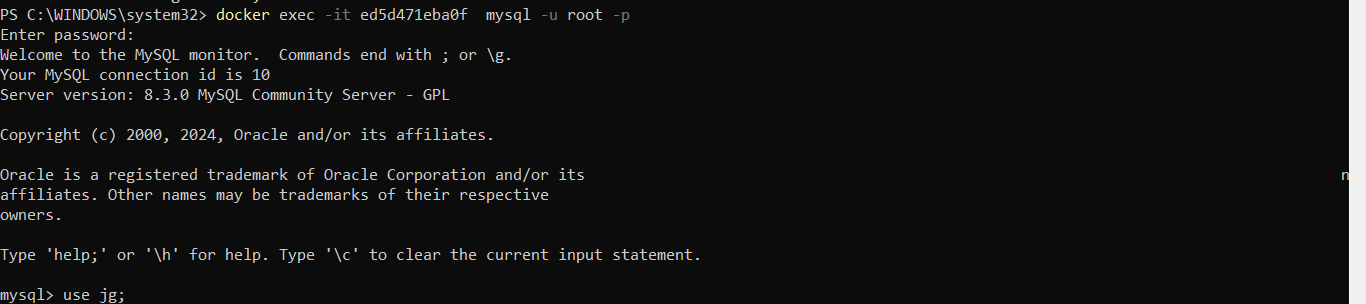 PS C:\WINDOWS\system32> docker exec -it ed5d471eba0f  mysql -u root -p
Enter password:
Welcome to the MySQL monitor.  Commands end with ; or \g.
Your MySQL connection id is 10
Server version: 8.3.0 MySQL Community Server - GPL
Copyright (c) 2000, 2024, Oracle and/or its affiliates.
Oracle is a registered trademark of Oracle Corporation and/or its n
affiliates. Other names may be trademarks of their respective
owners.
Type 'help;' or '\h' for help. Type '\c' to clear the current input statement.
mysql> use jg;